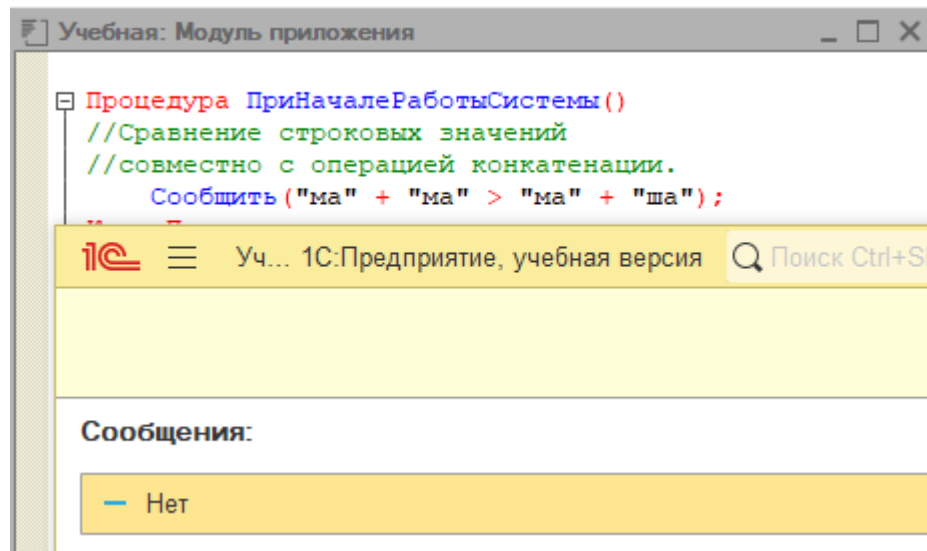 Учебная: Модуль приложения
Процедура ПриНачалеРаботыСистемы()
//Сравнение строковых значений
//совместно с операцией конкатенации.
Сообщить("ма" + "ма" > "ма" + "ша");
1С Уч... 1С:Предприятие, учебная версия Поиск Ctrl+S
Сообщения:
Нет